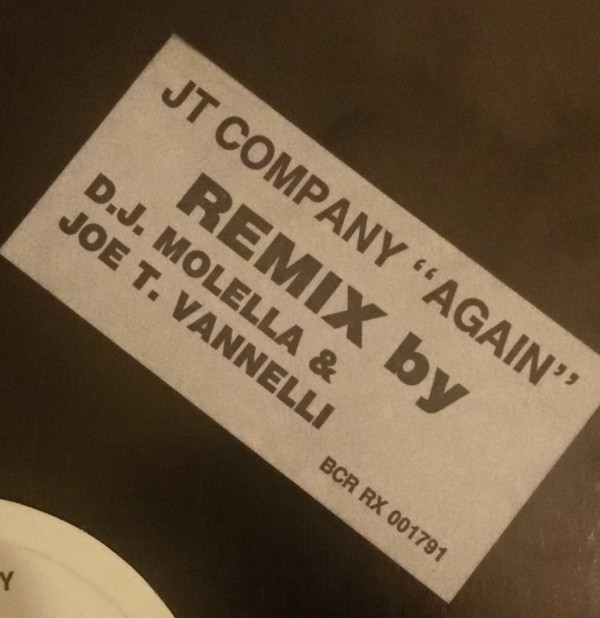 JT COMPANY “AGAIN”
REMIX by
D.J. MOLELLA &
JOE T. VANNELLI
BCR RX 001791
Y